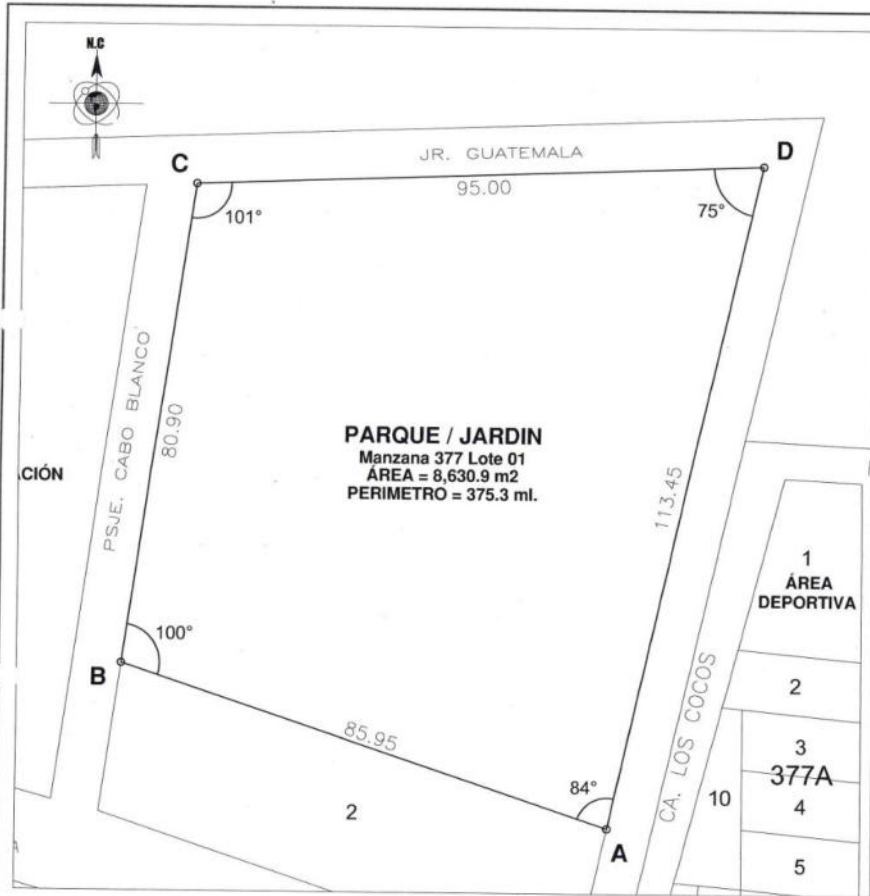 N.C
C
JR. GUATEMALA
D
95.00
101°
75°
PSJE. CABO BLANCO
80.90
PARQUE / JARDIN
Manzana 377 Lote 01
ÁREA = 8,630.9 m2
PERIMETRO = 375.3 ml.
CIÓN
113.45
1
ÁREA
DEPORTIVA
100°
B
2
85.95
CA. LOS COCOS
3
377A
84°
10
4
2
A
5